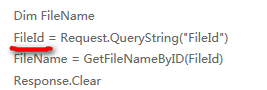 Dim FileName
FileId = Request.QueryString("FileId")
FileName = GetFileNameByID(FileId)
Response.Clear